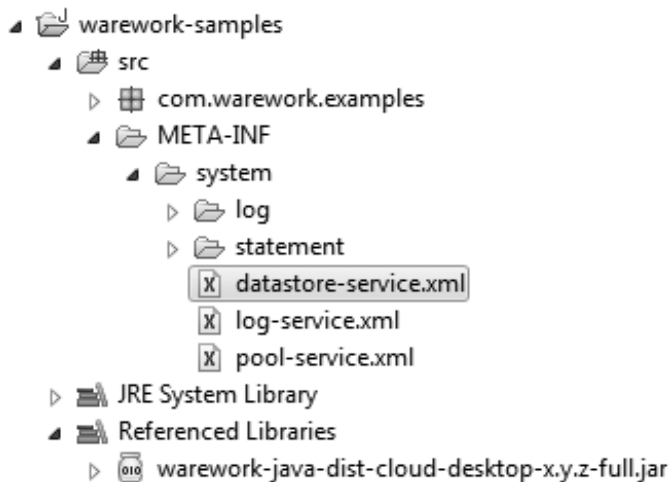 warework-samples
src
com.warework.examples
META-INF
system
log
statement
datastore-service.xml
log-service.xml
pool-service.xml
JRE System Library
Referenced Libraries
warework-java-dist-cloud-desktop-x.y.z-full.jar